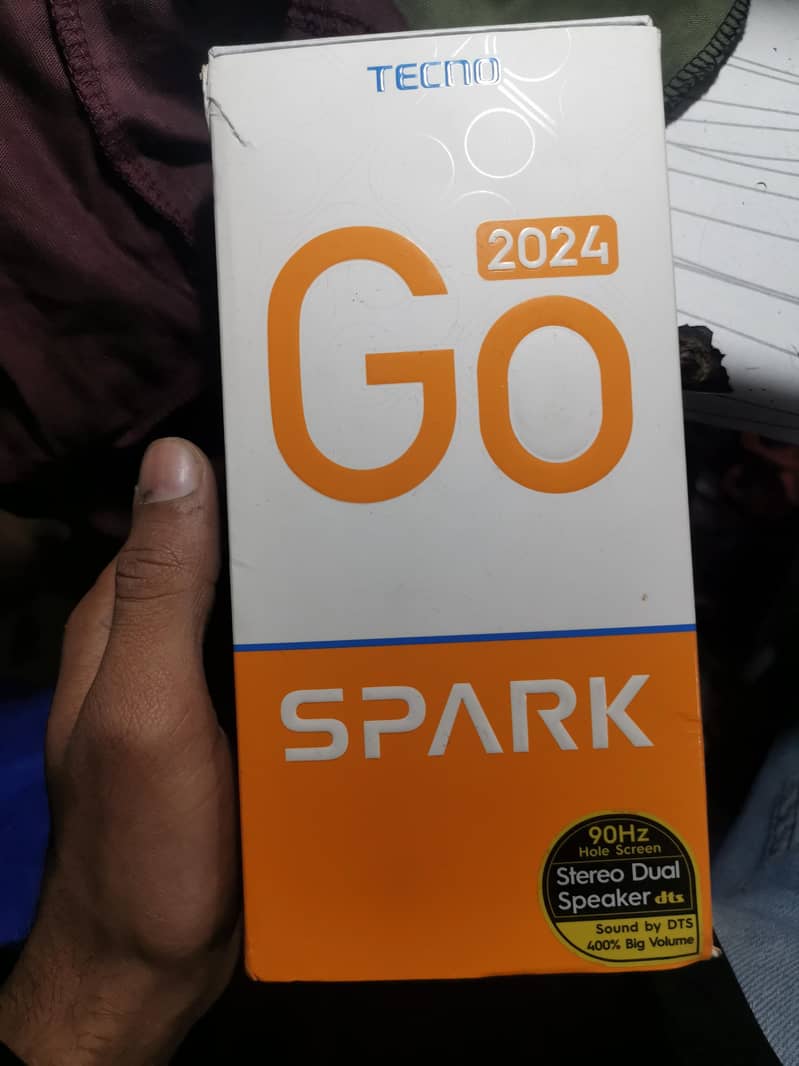 TECNO
2024
Go
SPARK
90Hz
Hole Screen
Stereo Dual
Speaker dts
Sound by DTS
400% Big Volume